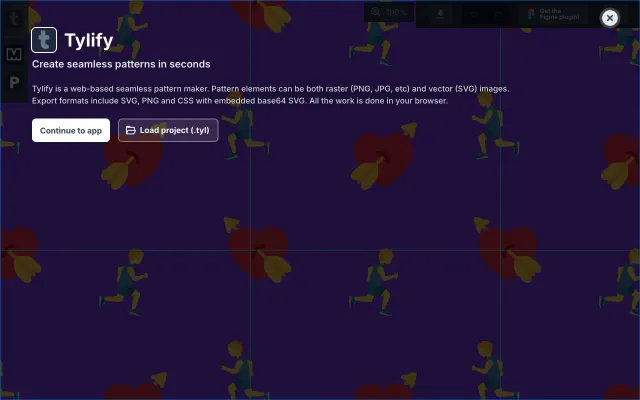 t
100%
Get the
Figma plugin!
M
P
t Tylify
Create seamless patterns in seconds
Tylify is a web-based seamless pattern maker. Pattern elements can be both raster (PNG, JPG, etc) and vector (SVG) images.
Export formats include SVG, PNG and CSS with embedded base64 SVG. All the work is done in your browser.
Continue to app
Load project (.tyl)